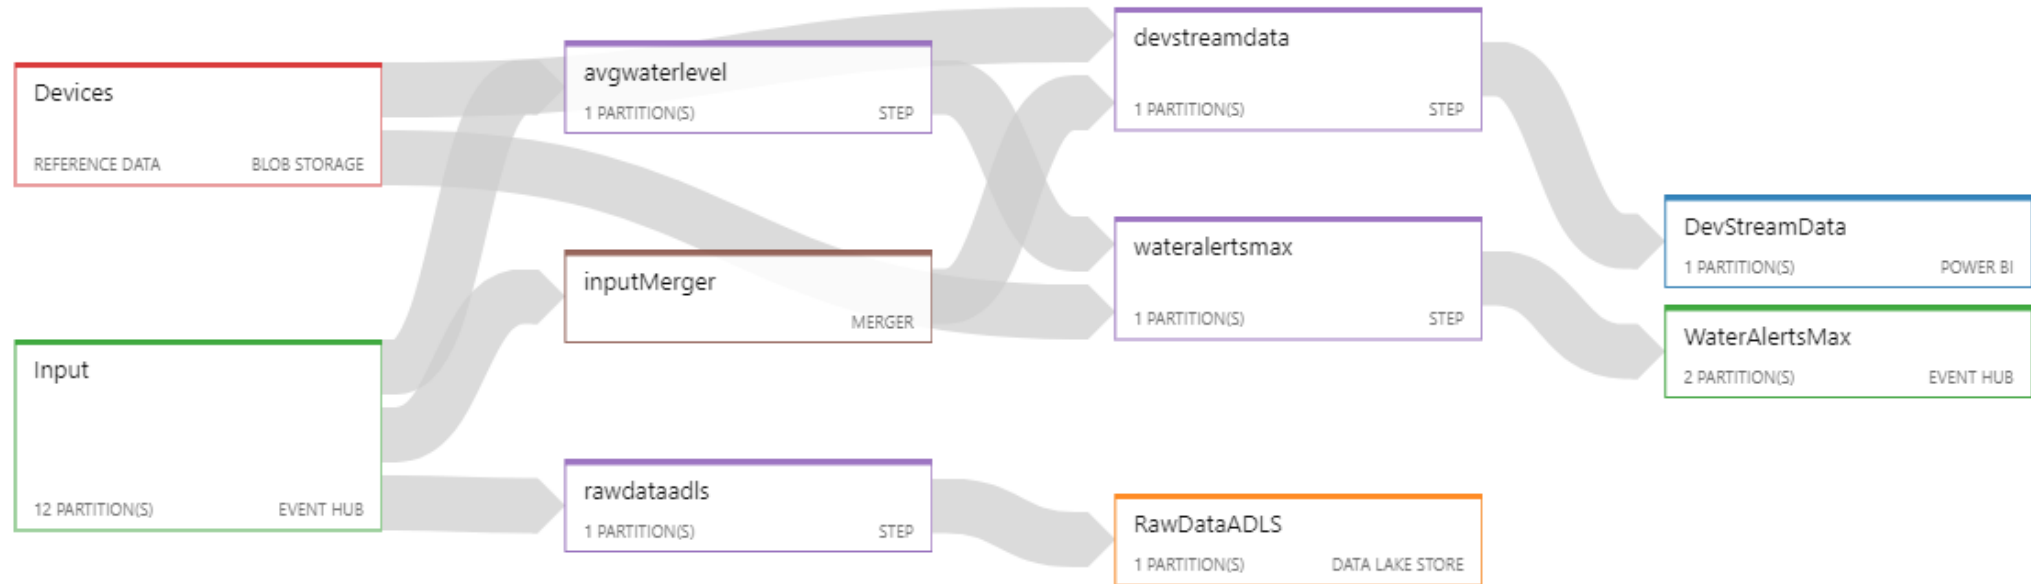 Devices
REFERENCE DATA BLOB STORAGE
Input
12 PARTITION(S) EVENT HUB
avgwaterlevel
1 PARTITION(S) STEP
inputMerger
MERGER
rawdataadls
1 PARTITION(S) STEP
devstreamdata
1 PARTITION(S) STEP
wateralertsmax
1 PARTITION(S) STEP
RawDataADLS
1 PARTITION(S) DATA LAKE STORE
DevStreamData
1 PARTITION(S) POWER BI
WaterAlertsMax
2 PARTITION(S) EVENT HUB